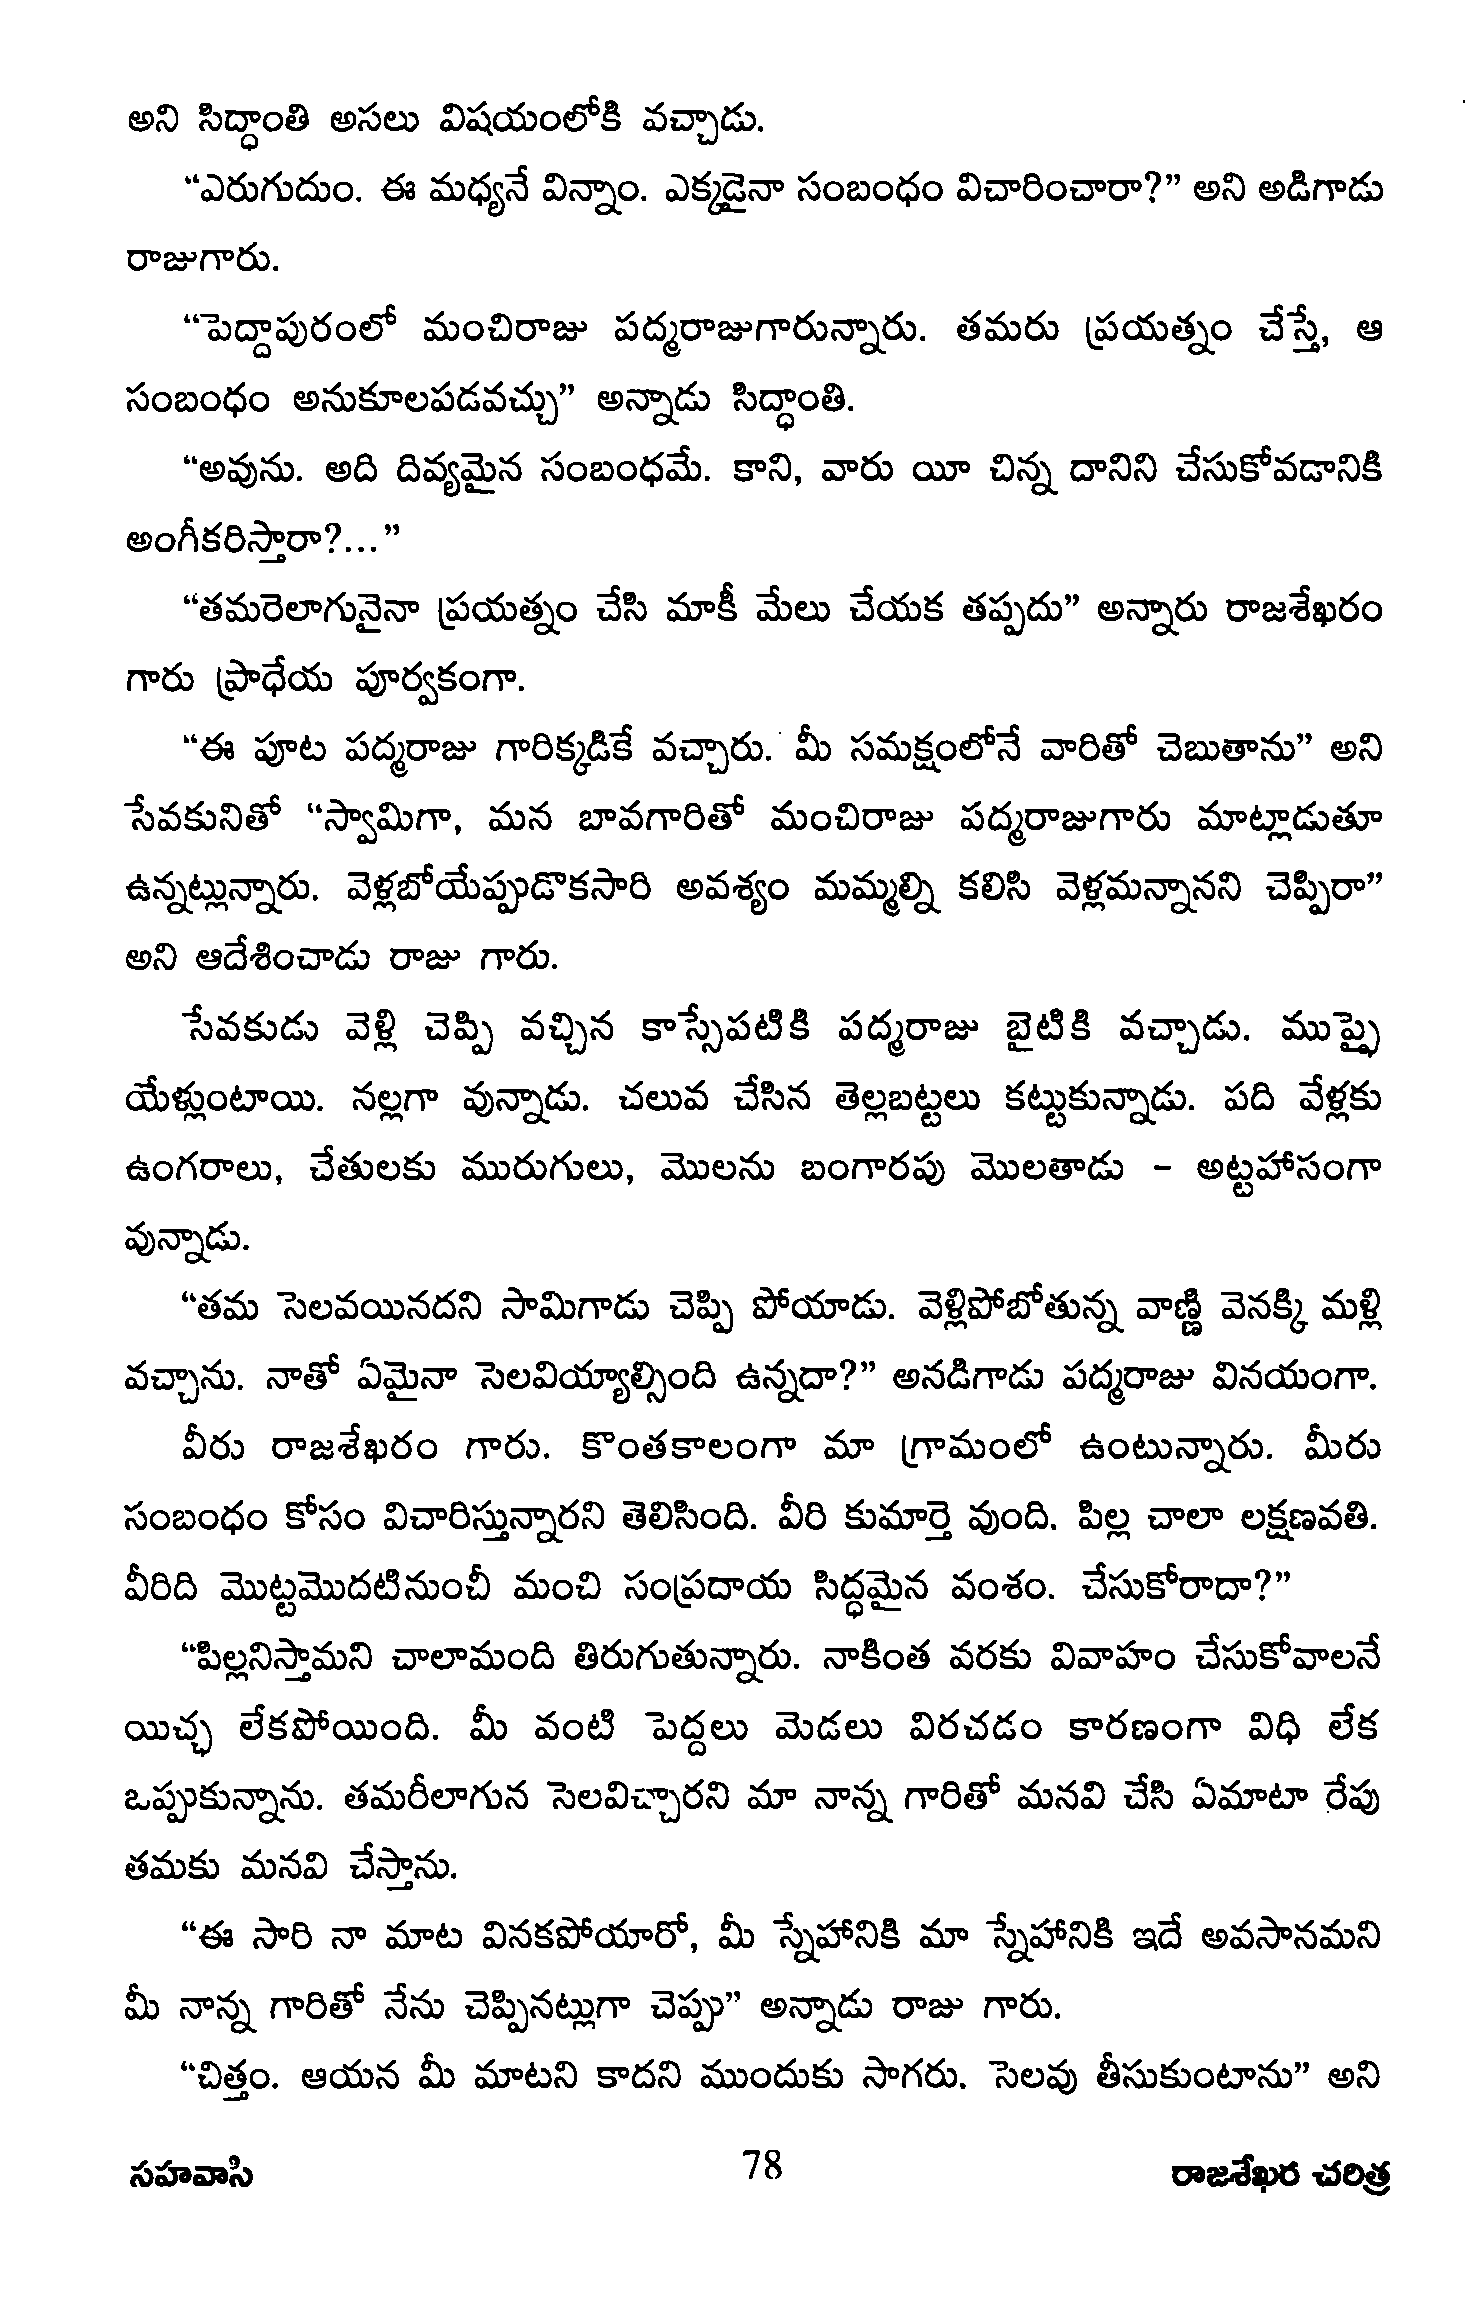 అని సిద్ధాంతి అసలు విషయంలోకి వచ్చాడు.
“ఎరుగుదుం. ఈ మధ్యనే విన్నాం. ఎక్కడైనా సంబంధం విచారించారా?” అని అడిగాడు
రాజుగారు.
“పెద్దాపురంలో మంచిరాజు పద్మరాజుగారున్నారు. తమరు ప్రయత్నం చేస్తే, ఆ
సంబంధం అనుకూలపడవచ్చు” అన్నాడు సిద్ధాంతి.
“అవును. అది దివ్యమైన సంబంధమే. కాని, వారు యీ చిన్న దానిని చేసుకోవడానికి
అంగీకరిస్తారా?...”
“తమరెలాగునైనా ప్రయత్నం చేసి మాకీ మేలు చేయక తప్పదు” అన్నారు రాజశేఖరం
గారు ప్రాధేయ పూర్వకంగా.
“ఈ పూట పద్మరాజు గారిక్కడికే వచ్చారు. మీ సమక్షంలోనే వారితో చెబుతాను” అని
సేవకునితో “స్వామిగా, మన బావగారితో మంచిరాజు పద్మరాజుగారు మాట్లాడుతూ
ఉన్నట్లున్నారు. వెళ్లబోయేప్పుడొకసారి అవశ్యం మమ్మల్ని కలిసి వెళ్లమన్నానని చెప్పిరా”
అని ఆదేశించాడు రాజు గారు.
సేవకుడు వెళ్లి చెప్పి వచ్చిన కాస్సేపటికి పద్మరాజు బైటికి వచ్చాడు. ముప్ఫై
యేళ్లుంటాయి. నల్లగా వున్నాడు. చలువ చేసిన తెల్లబట్టలు కట్టుకున్నాడు. పది వేళ్లకు
ఉంగరాలు, చేతులకు మురుగులు, మొలను బంగారపు మొలతాడు – అట్టహాసంగా
వున్నాడు.
“తమ సెలవయినదని సామిగాడు చెప్పి పోయాడు. వెళ్లిపోబోతున్న వాణ్ణి వెనక్కి మళ్లి
వచ్చాను. నాతో ఏమైనా సెలవియ్యాల్సింది ఉన్నదా?” అనడిగాడు పద్మరాజు వినయంగా.
వీరు రాజశేఖరం గారు. కొంతకాలంగా మా గ్రామంలో ఉంటున్నారు. మీరు
సంబంధం కోసం విచారిస్తున్నారని తెలిసింది. వీరి కుమార్తె వుంది. పిల్ల చాలా లక్షణవతి.
వీరిది మొట్టమొదటినుంచీ మంచి సంప్రదాయ సిద్ధమైన వంశం. చేసుకోరాదా?”
“పిల్లనిస్తామని చాలామంది తిరుగుతున్నారు. నాకింత వరకు వివాహం చేసుకోవాలనే
యిచ్ఛ లేకపోయింది. మీ వంటి పెద్దలు మెడలు విరచడం కారణంగా విధి లేక
ఒప్పుకున్నాను. తమరీలాగున సెలవిచ్చారని మా నాన్న గారితో మనవి చేసి ఏమాటా రేపు
తమకు మనవి చేస్తాను.
“ఈ సారి నా మాట వినకపోయారో, మీ స్నేహానికి మా స్నేహానికి ఇదే అవసానమని
మీ నాన్న గారితో నేను చెప్పినట్లుగా చెప్పు” అన్నాడు రాజు గారు.
“చిత్తం. ఆయన మీ మాటని కాదని ముందుకు సాగరు. సెలవు తీసుకుంటాను” అని
సహవాసి 78 రాజశేఖర చరిత్ర